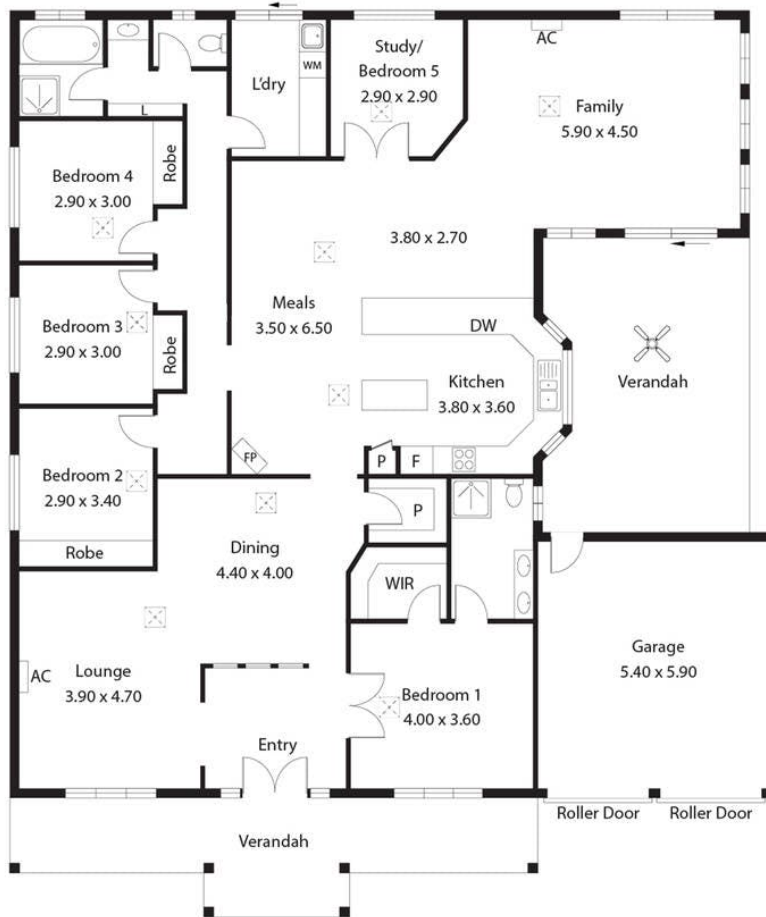 AC
Study/
Bedroom 5
2.90 x 2.90
WM
L'dry
Family
5.90 x 4.50
L
Bedroom 4
2.90 x 3.00
Robe
3.80 x 2.70
Meals
3.50 x 6.50
Bedroom 3
2.90 x 3.00
Robe
DW
Kitchen
3.80 x 3.60
Verandah
FP
P
F
Bedroom 2
2.90 x 3.40
Robe
P
Dining
4.40 x 4.00
WIR
Garage
5.40 x 5.90
AC
Lounge
3.90 x 4.70
Bedroom 1
4.00 x 3.60
Entry
Roller Door
Roller Door
Verandah